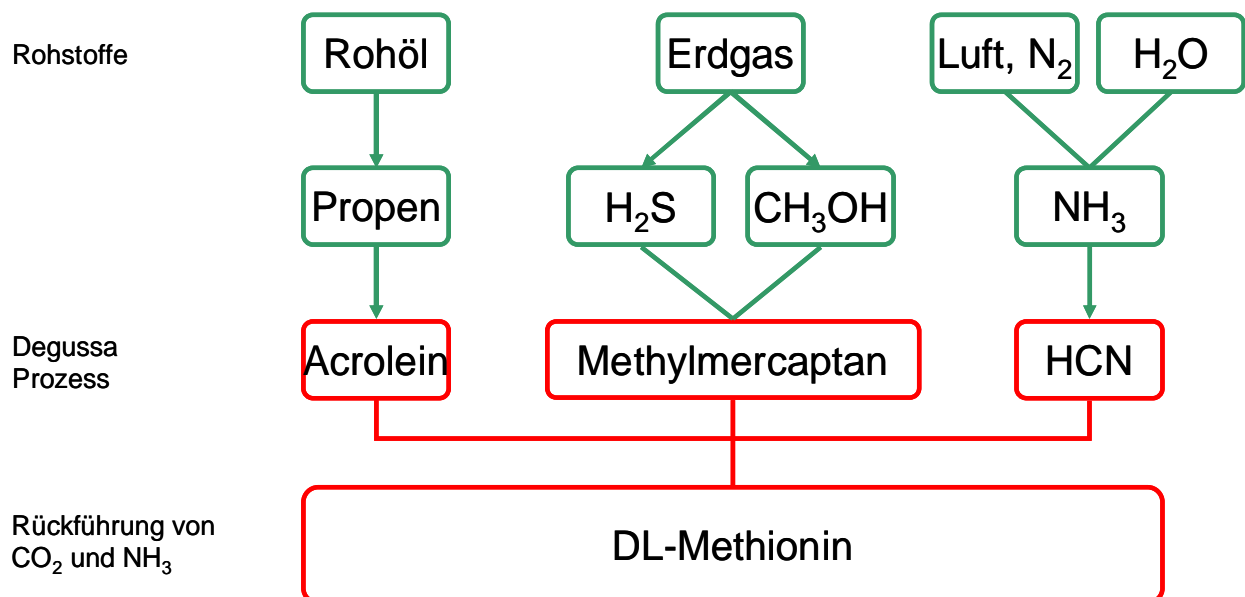 Rohstoffe
Rohöl
Erdgas
Luft, N₂
H₂O
Propen
H₂S
CH₃OH
NH₃
Degussa
Prozess
Acrolein
Methylmercaptan
HCN
Rückführung von
CO₂ und NH₃
DL-Methionin